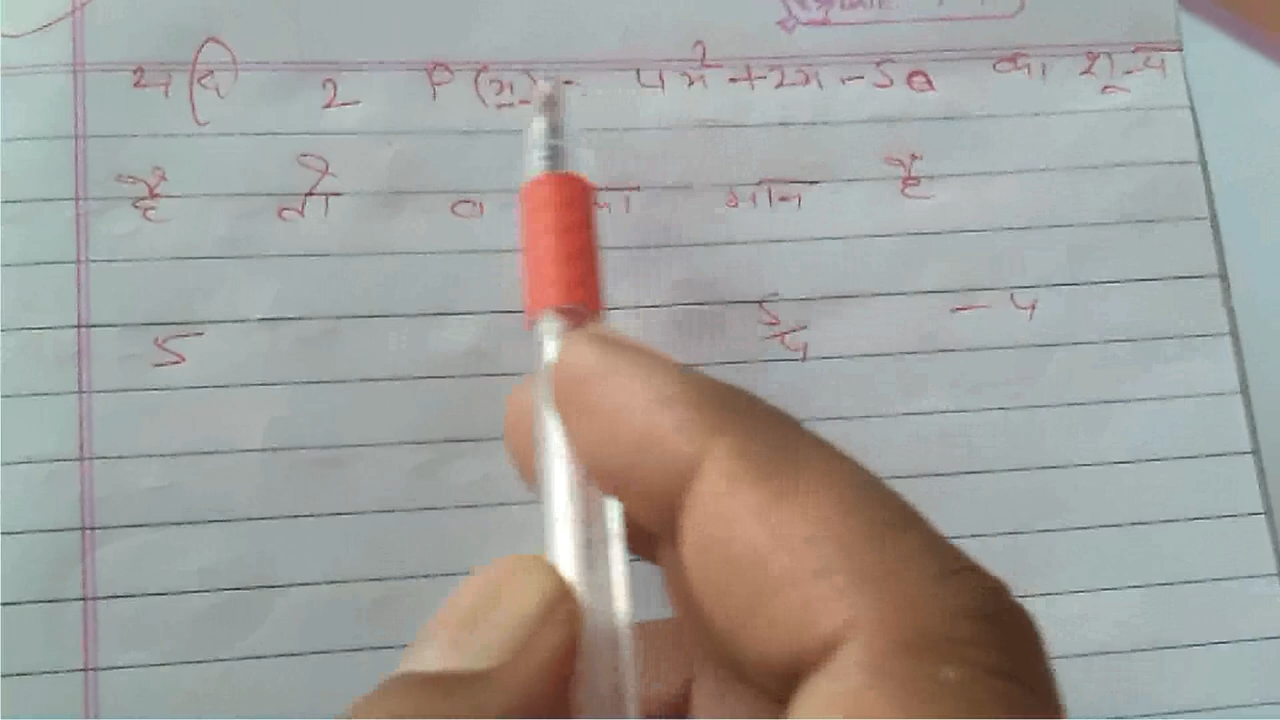 यदि 2 P(x) = 4x² + 2x - 5a का शून्य
है तो a का मान है
5 5/4 -4